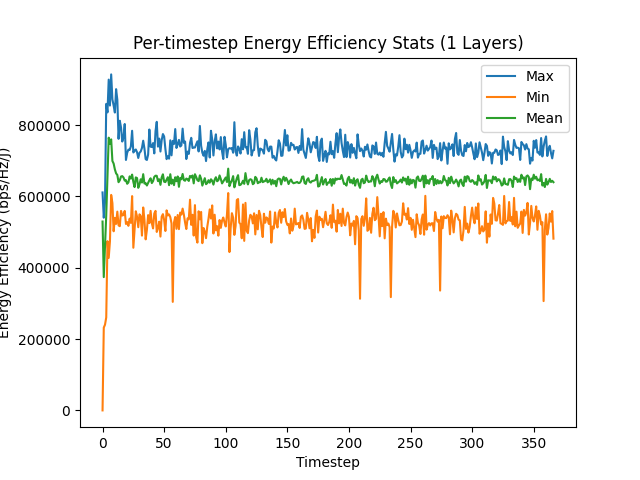 Per-timestep Energy Efficiency Stats (1 Layers)
Max
Min
Mean
Energy Efficiency (bps/Hz/J)
800000
600000
400000
200000
0
0 50 100 150 200 250 300 350
Timestep